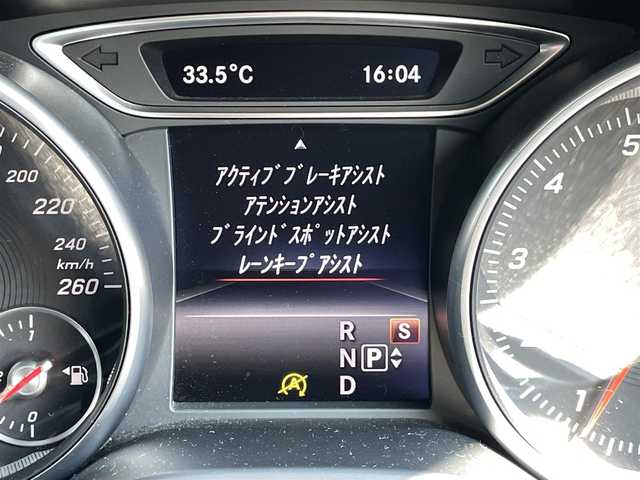 33.5°C 16:04
アクティブブレーキアシスト
アテンションアシスト
ブラインドスポットアシスト
レーンキープアシスト
R S
N P
D
A
200
220
240
km/h
260
1
0
5
4
3
2
1